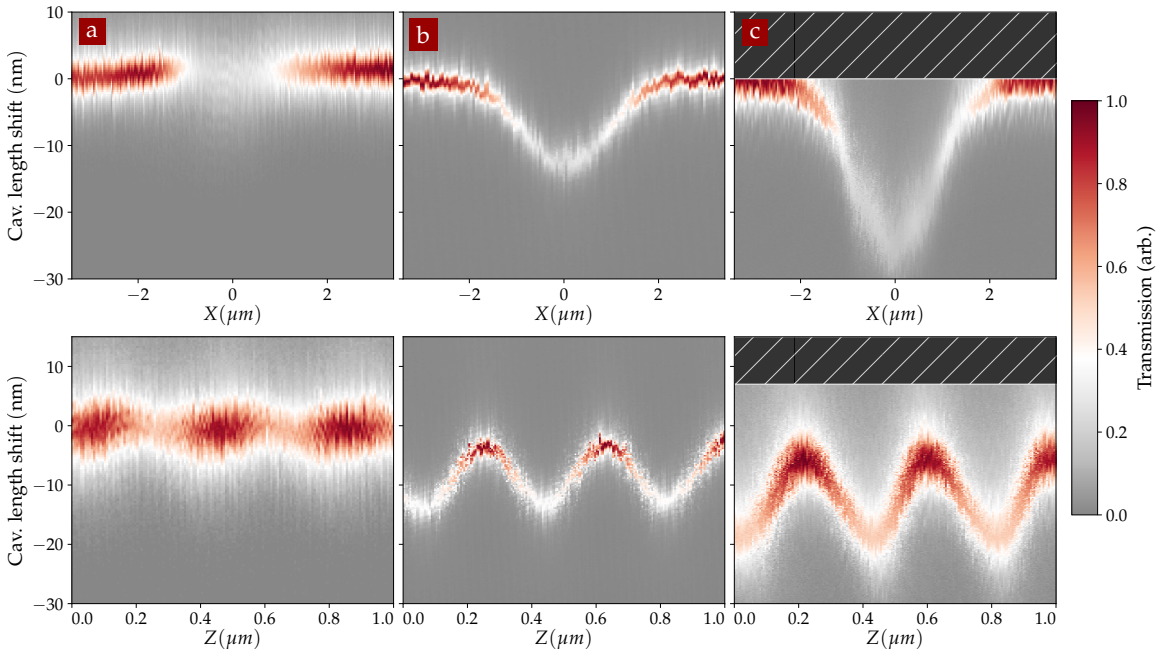 a
b
c
10
0
−10
−20
−30
Cav. length shift (nm)
−2 0 2
X(μm)
−2 0 2
X(μm)
−2 0 2
X(μm)
10
0
−10
−20
−30
Cav. length shift (nm)
0.0 0.2 0.4 0.6 0.8 1.0
Z(μm)
0.0 0.2 0.4 0.6 0.8 1.0
Z(μm)
0.0 0.2 0.4 0.6 0.8 1.0
Z(μm)
1.0
0.8
0.6
0.4
0.2
0.0
Transmission (arb.)